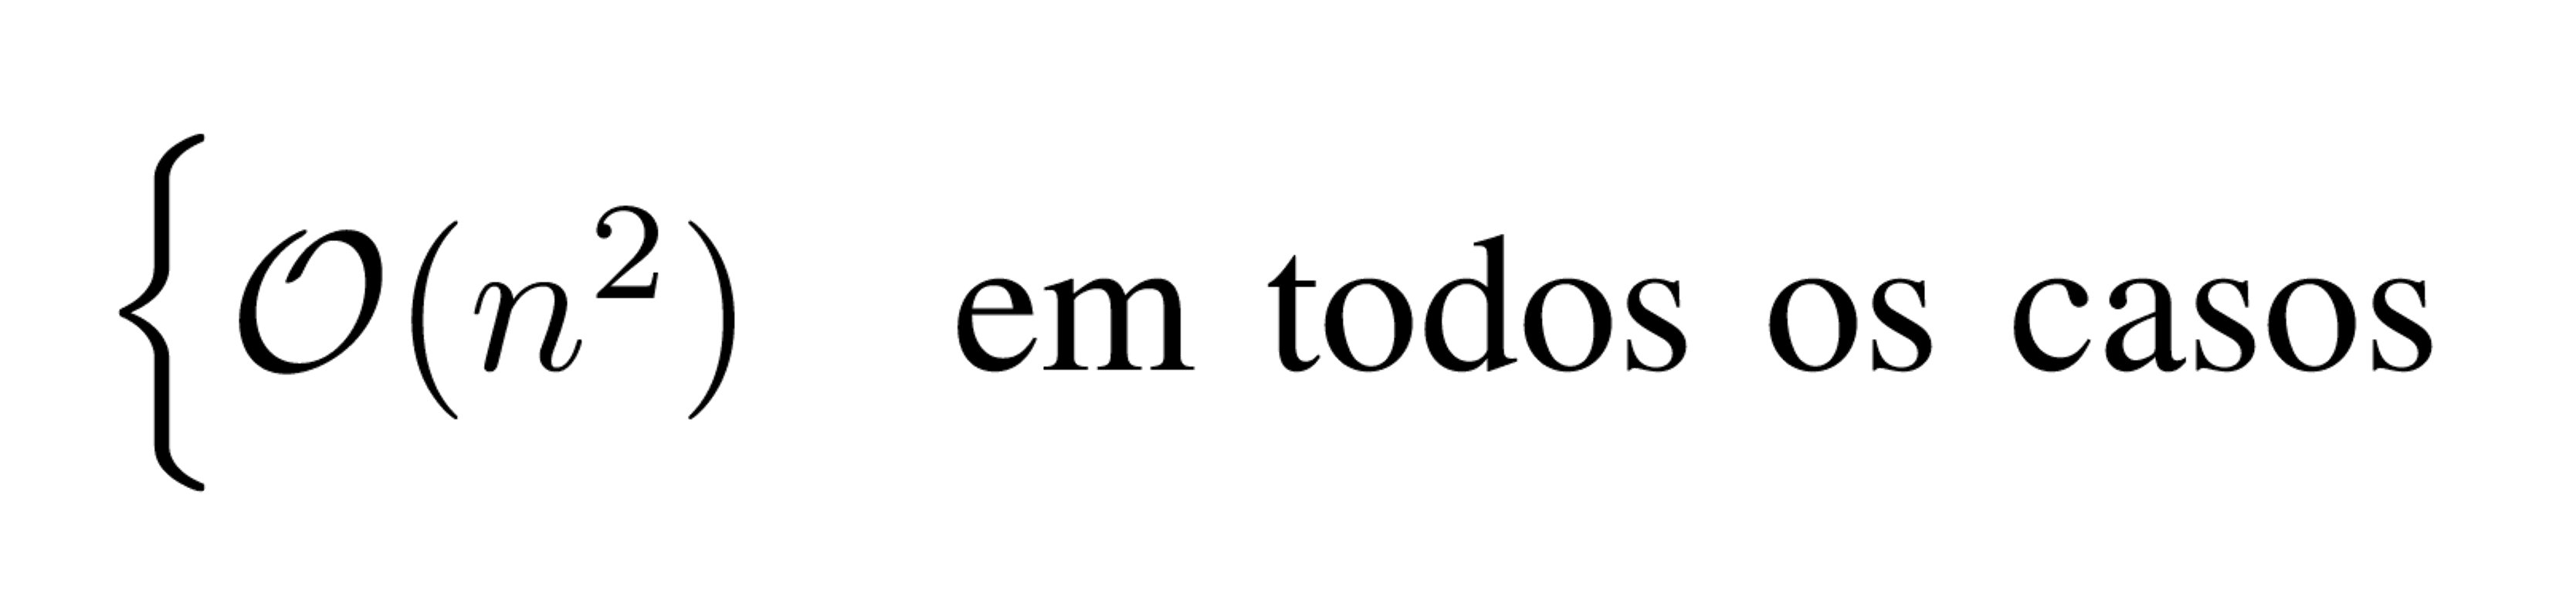 { 𝒪(n²) em todos os casos